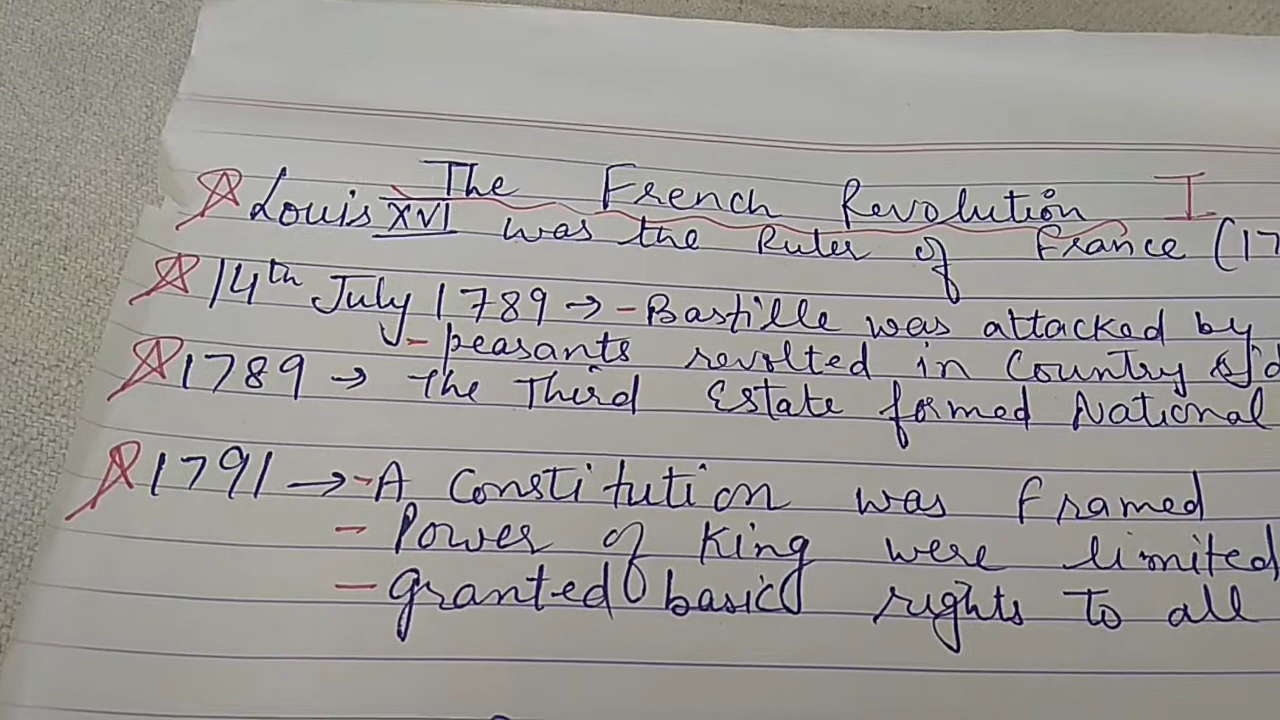 The French Revolution I
Louis XVI was the Ruler of France (17
14th July 1789 → - Bastille was attacked by
- peasants revolted in Country
1789 → the Third Estate formed National
1791 → - A Constitution was framed
- Power of King were limited
- granted basic rights to all